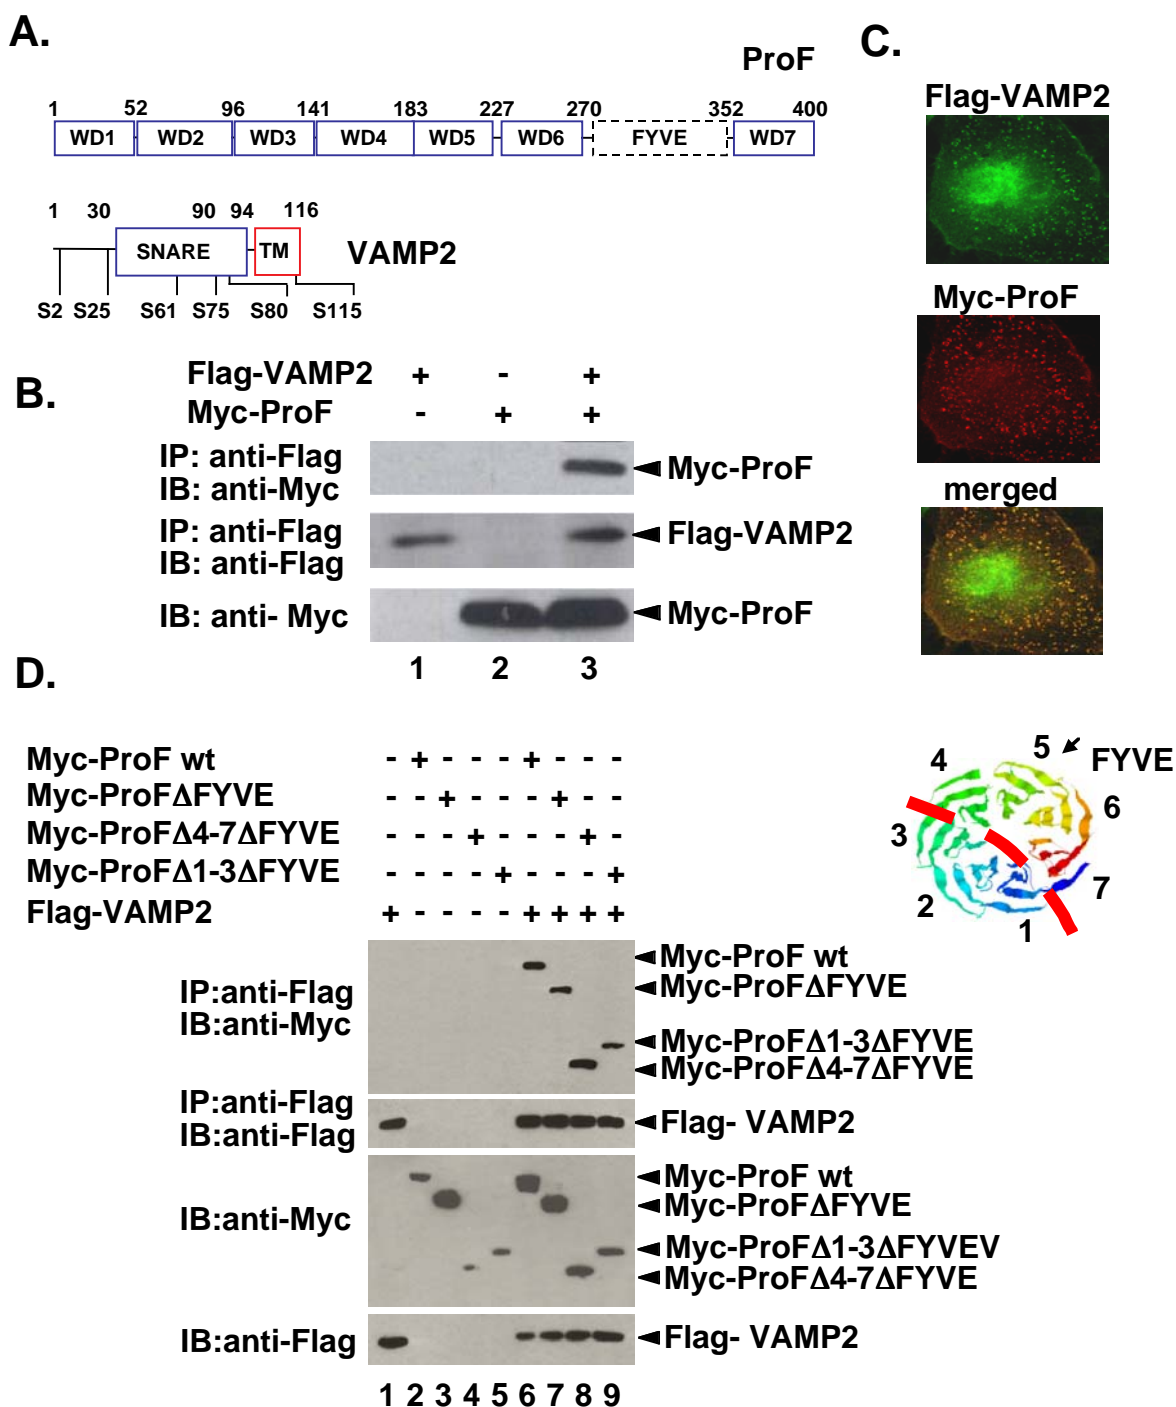 A.
ProF
1 52 96 141 183 227 270 352 400
WD1 WD2 WD3 WD4 WD5 WD6 FYVE WD7
1 30 90 94 116
SNARE TM VAMP2
S2 S25 S61 S75 S80 S115
B.
Flag-VAMP2 + - +
Myc-ProF - + +
IP: anti-Flag
IB: anti-Myc
Myc-ProF
IP: anti-Flag
IB: anti-Flag
Flag-VAMP2
IB: anti- Myc
Myc-ProF
1 2 3
C.
Flag-VAMP2
Myc-ProF
merged
D.
Myc-ProF wt - + - - - + - - -
Myc-ProFΔFYVE - - + - - - + - -
Myc-ProFΔ4-7ΔFYVE - - - + - - - + -
Myc-ProFΔ1-3ΔFYVE - - - - + - - - +
Flag-VAMP2 + - - - - + + + +
IP:anti-Flag
IB:anti-Myc
Myc-ProF wt
Myc-ProFΔFYVE
Myc-ProFΔ1-3ΔFYVE
Myc-ProFΔ4-7ΔFYVE
IP:anti-Flag
IB:anti-Flag
Flag- VAMP2
IB:anti-Myc
Myc-ProF wt
Myc-ProFΔFYVE
Myc-ProFΔ1-3ΔFYVEV
Myc-ProFΔ4-7ΔFYVE
IB:anti-Flag
Flag- VAMP2
1 2 3 4 5 6 7 8 9
5
FYVE
4
6
3
7
2
1